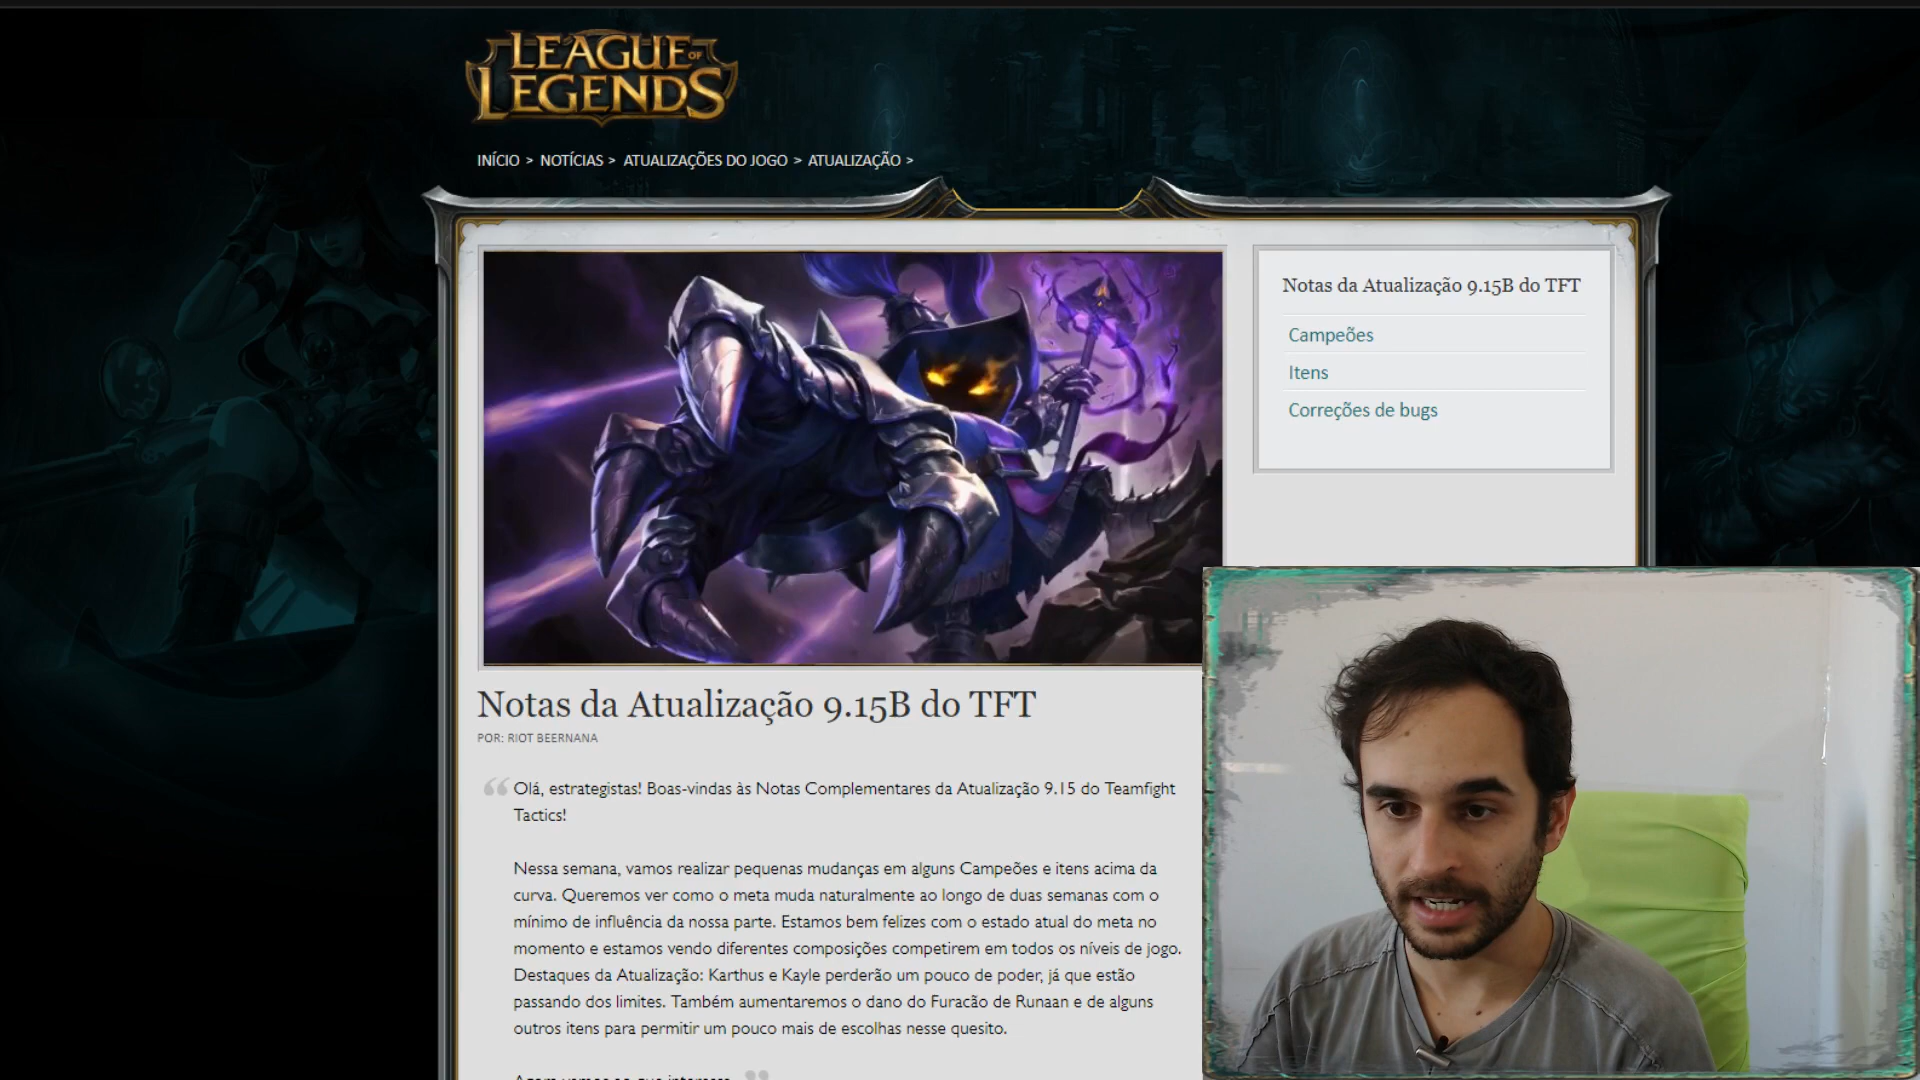 LEAGUE OF
LEGENDS
INÍCIO > NOTÍCIAS > ATUALIZAÇÕES DO JOGO > ATUALIZAÇÃO >
Notas da Atualização 9.15B do TFT
Campeões
Itens
Correções de bugs
Notas da Atualização 9.15B do TFT
POR: RIOT BEERNANA
“ Olá, estrategistas! Boas-vindas às Notas Complementares da Atualização 9.15 do Teamfight
Tactics!
Nessa semana, vamos realizar pequenas mudanças em alguns Campeões e itens acima da
curva. Queremos ver como o meta muda naturalmente ao longo de duas semanas com o
mínimo de influência da nossa parte. Estamos bem felizes com o estado atual do meta no
momento e estamos vendo diferentes composições competirem em todos os níveis de jogo.
Destaques da Atualização: Karthus e Kayle perderão um pouco de poder, já que estão
passando dos limites. Também aumentaremos o dano do Furacão de Runaan e de alguns
outros itens para permitir um pouco mais de escolhas nesse quesito.